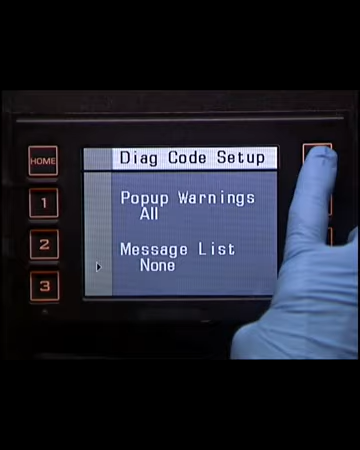 Diag Code Setup
HOME
1
Popup Warnings
All
2
Message List
None
3